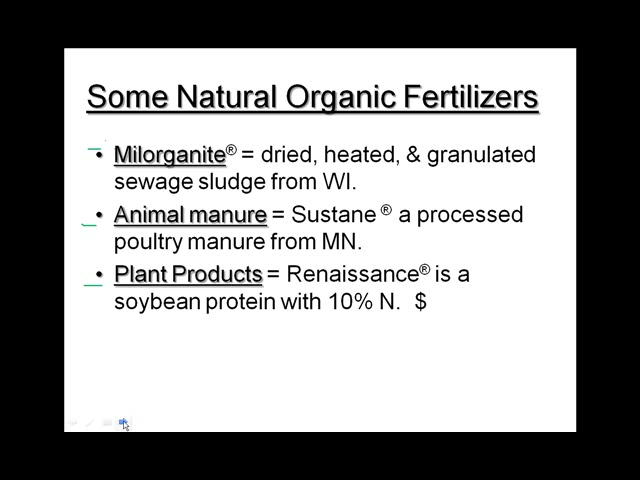 Some Natural Organic Fertilizers
• Milorganite® = dried, heated, & granulated
sewage sludge from WI.
• Animal manure = Sustane ® a processed
poultry manure from MN.
• Plant Products = Renaissance® is a
soybean protein with 10% N. $